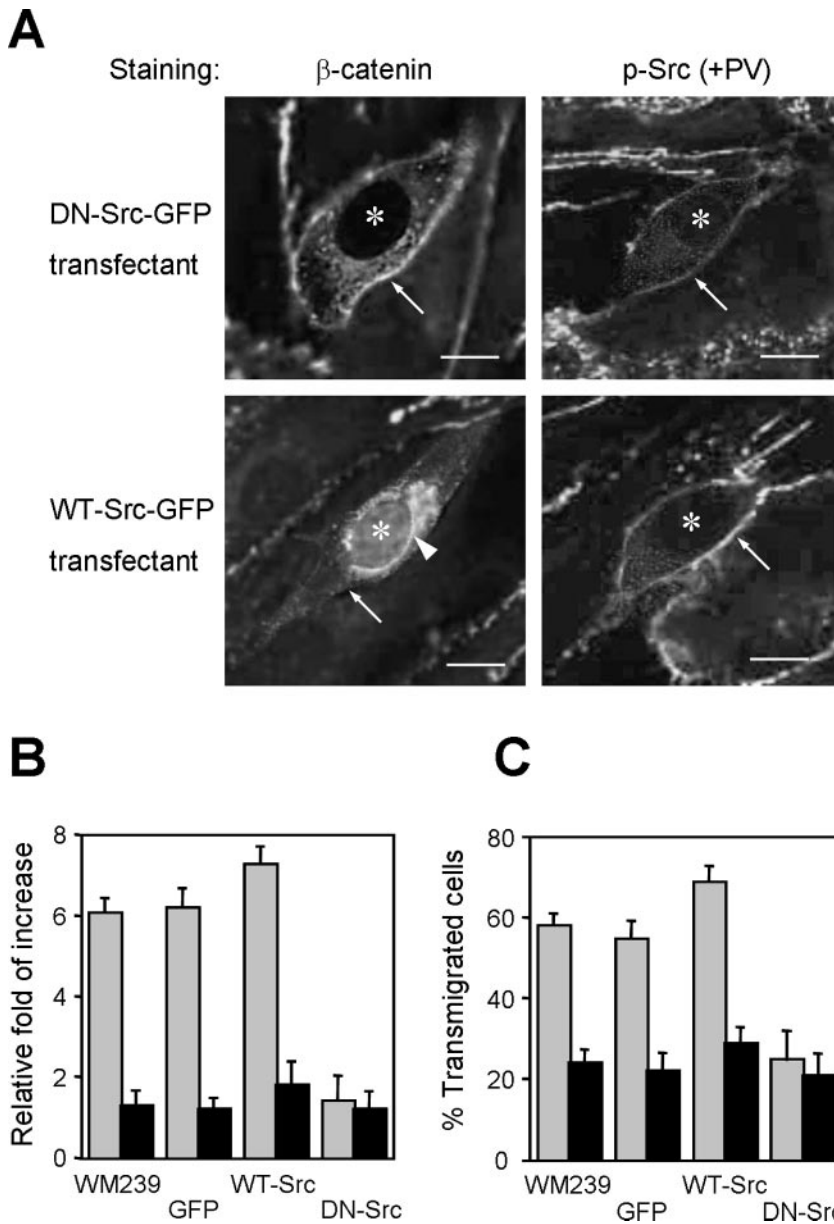 A
Staining: β-catenin p-Src (+PV)
DN-Src-GFP
transfectant
*
*
WT-Src-GFP
transfectant
*
*
B
Relative fold of increase
8
6
4
2
0
WM239 WT-Src
GFP DN-Src
C
% Transmigrated cells
80
60
40
20
0
WM239 WT-Src
GFP DN-Src